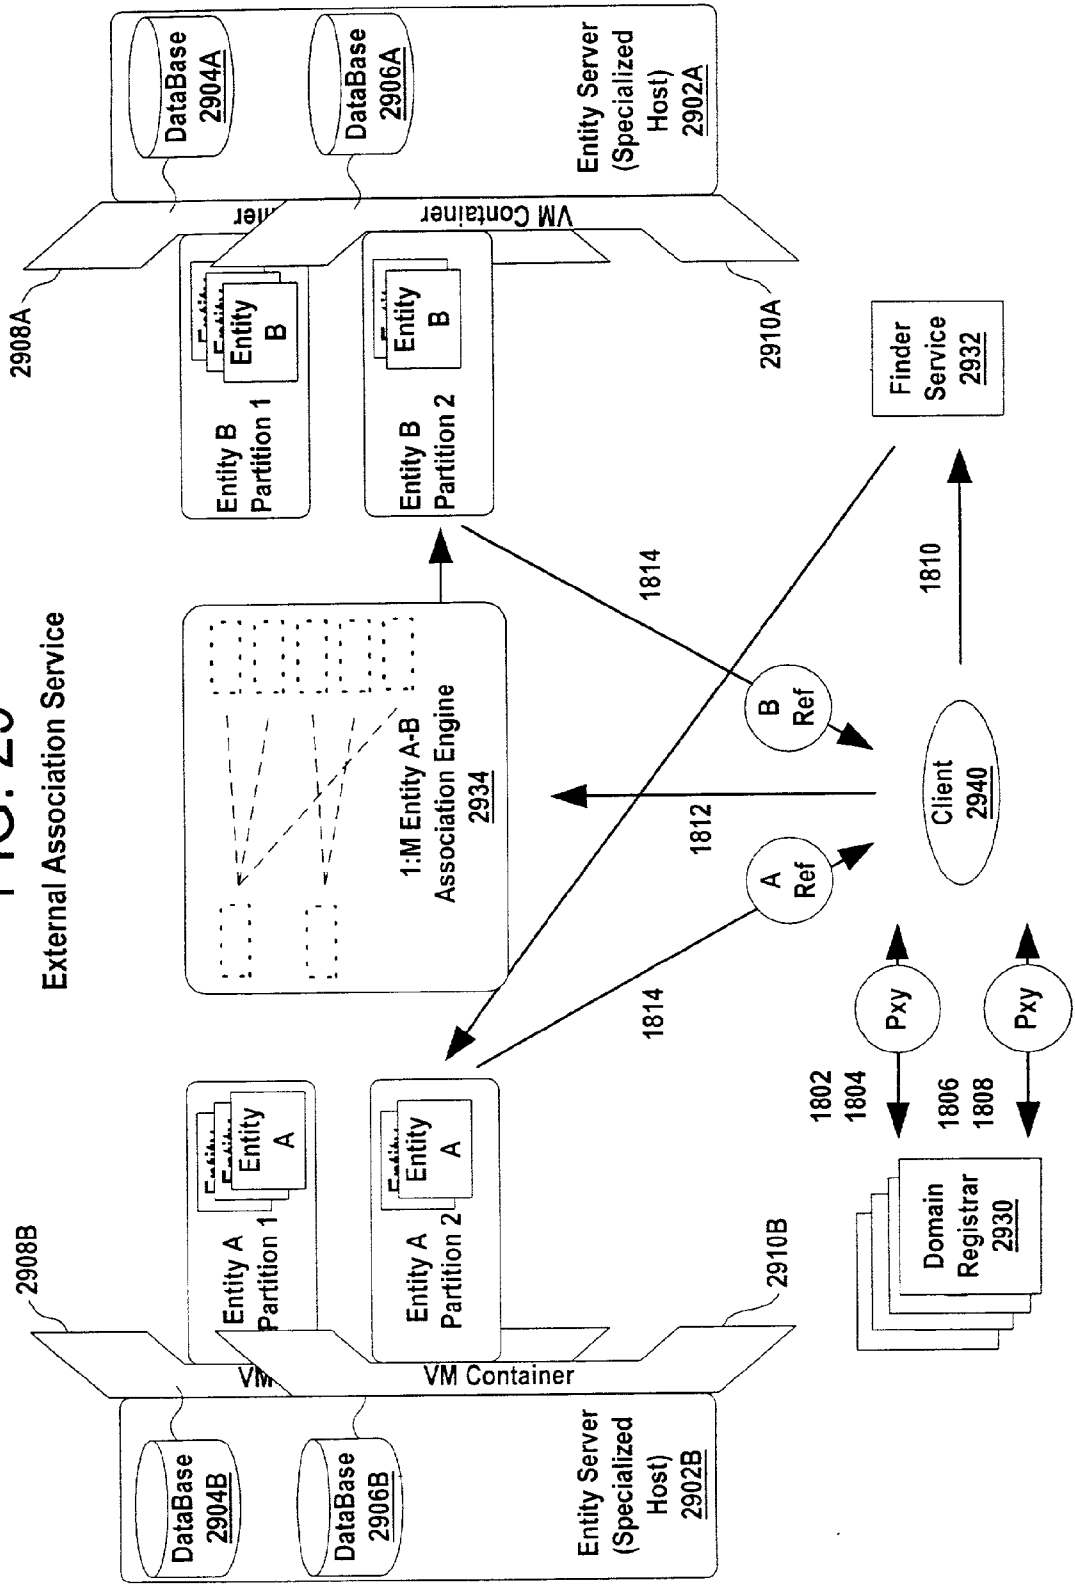 External Association Service
2908B
2908A
DataBase
2904B
DataBase
2906B
Entity Server
(Specialized
Host)
2902B
VM Container
Entity A
Partition 1
Entity
A
Entity A
Partition 2
Entity
A
2910B
1:M Entity A-B
Association Engine
2934
Entity B
Partition 1
Entity
B
Entity B
Partition 2
Entity
B
VM Container
DataBase
2904A
DataBase
2906A
Entity Server
(Specialized
Host)
2902A
2910A
1814
1812
1814
A
Ref
B
Ref
1810
Finder
Service
2932
Client
2940
1802
1804
Pxy
1806
1808
Pxy
Domain
Registrar
2930